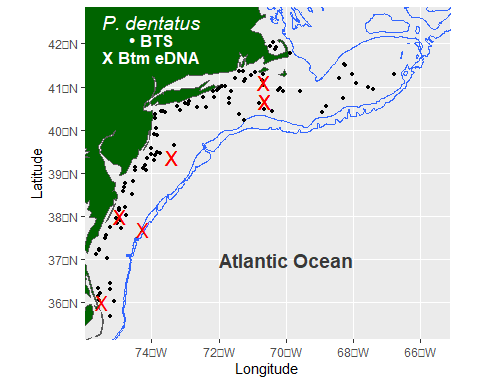 P. dentatus
• BTS
X Btm eDNA
42□N
41□N
40□N
39□N
38□N
37□N
36□N
Latitude
Atlantic Ocean
74□W
72□W
70□W
68□W
66□W
Longitude